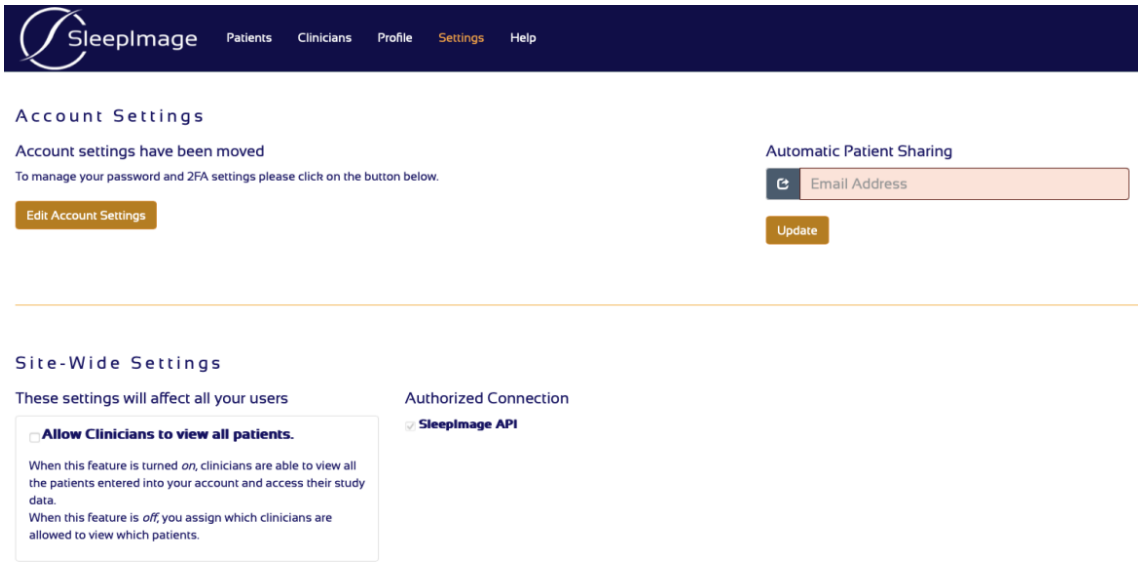 SleepImage Patients Clinicians Profile Settings Help
Account Settings
Account settings have been moved
To manage your password and 2FA settings please click on the button below.
Edit Account Settings
Automatic Patient Sharing
Email Address
Update
Site-Wide Settings
These settings will affect all your users
Allow Clinicians to view all patients.
When this feature is turned on, clinicians are able to view all
the patients entered into your account and access their study
data.
When this feature is off, you assign which clinicians are
allowed to view which patients.
Authorized Connection
SleepImage API